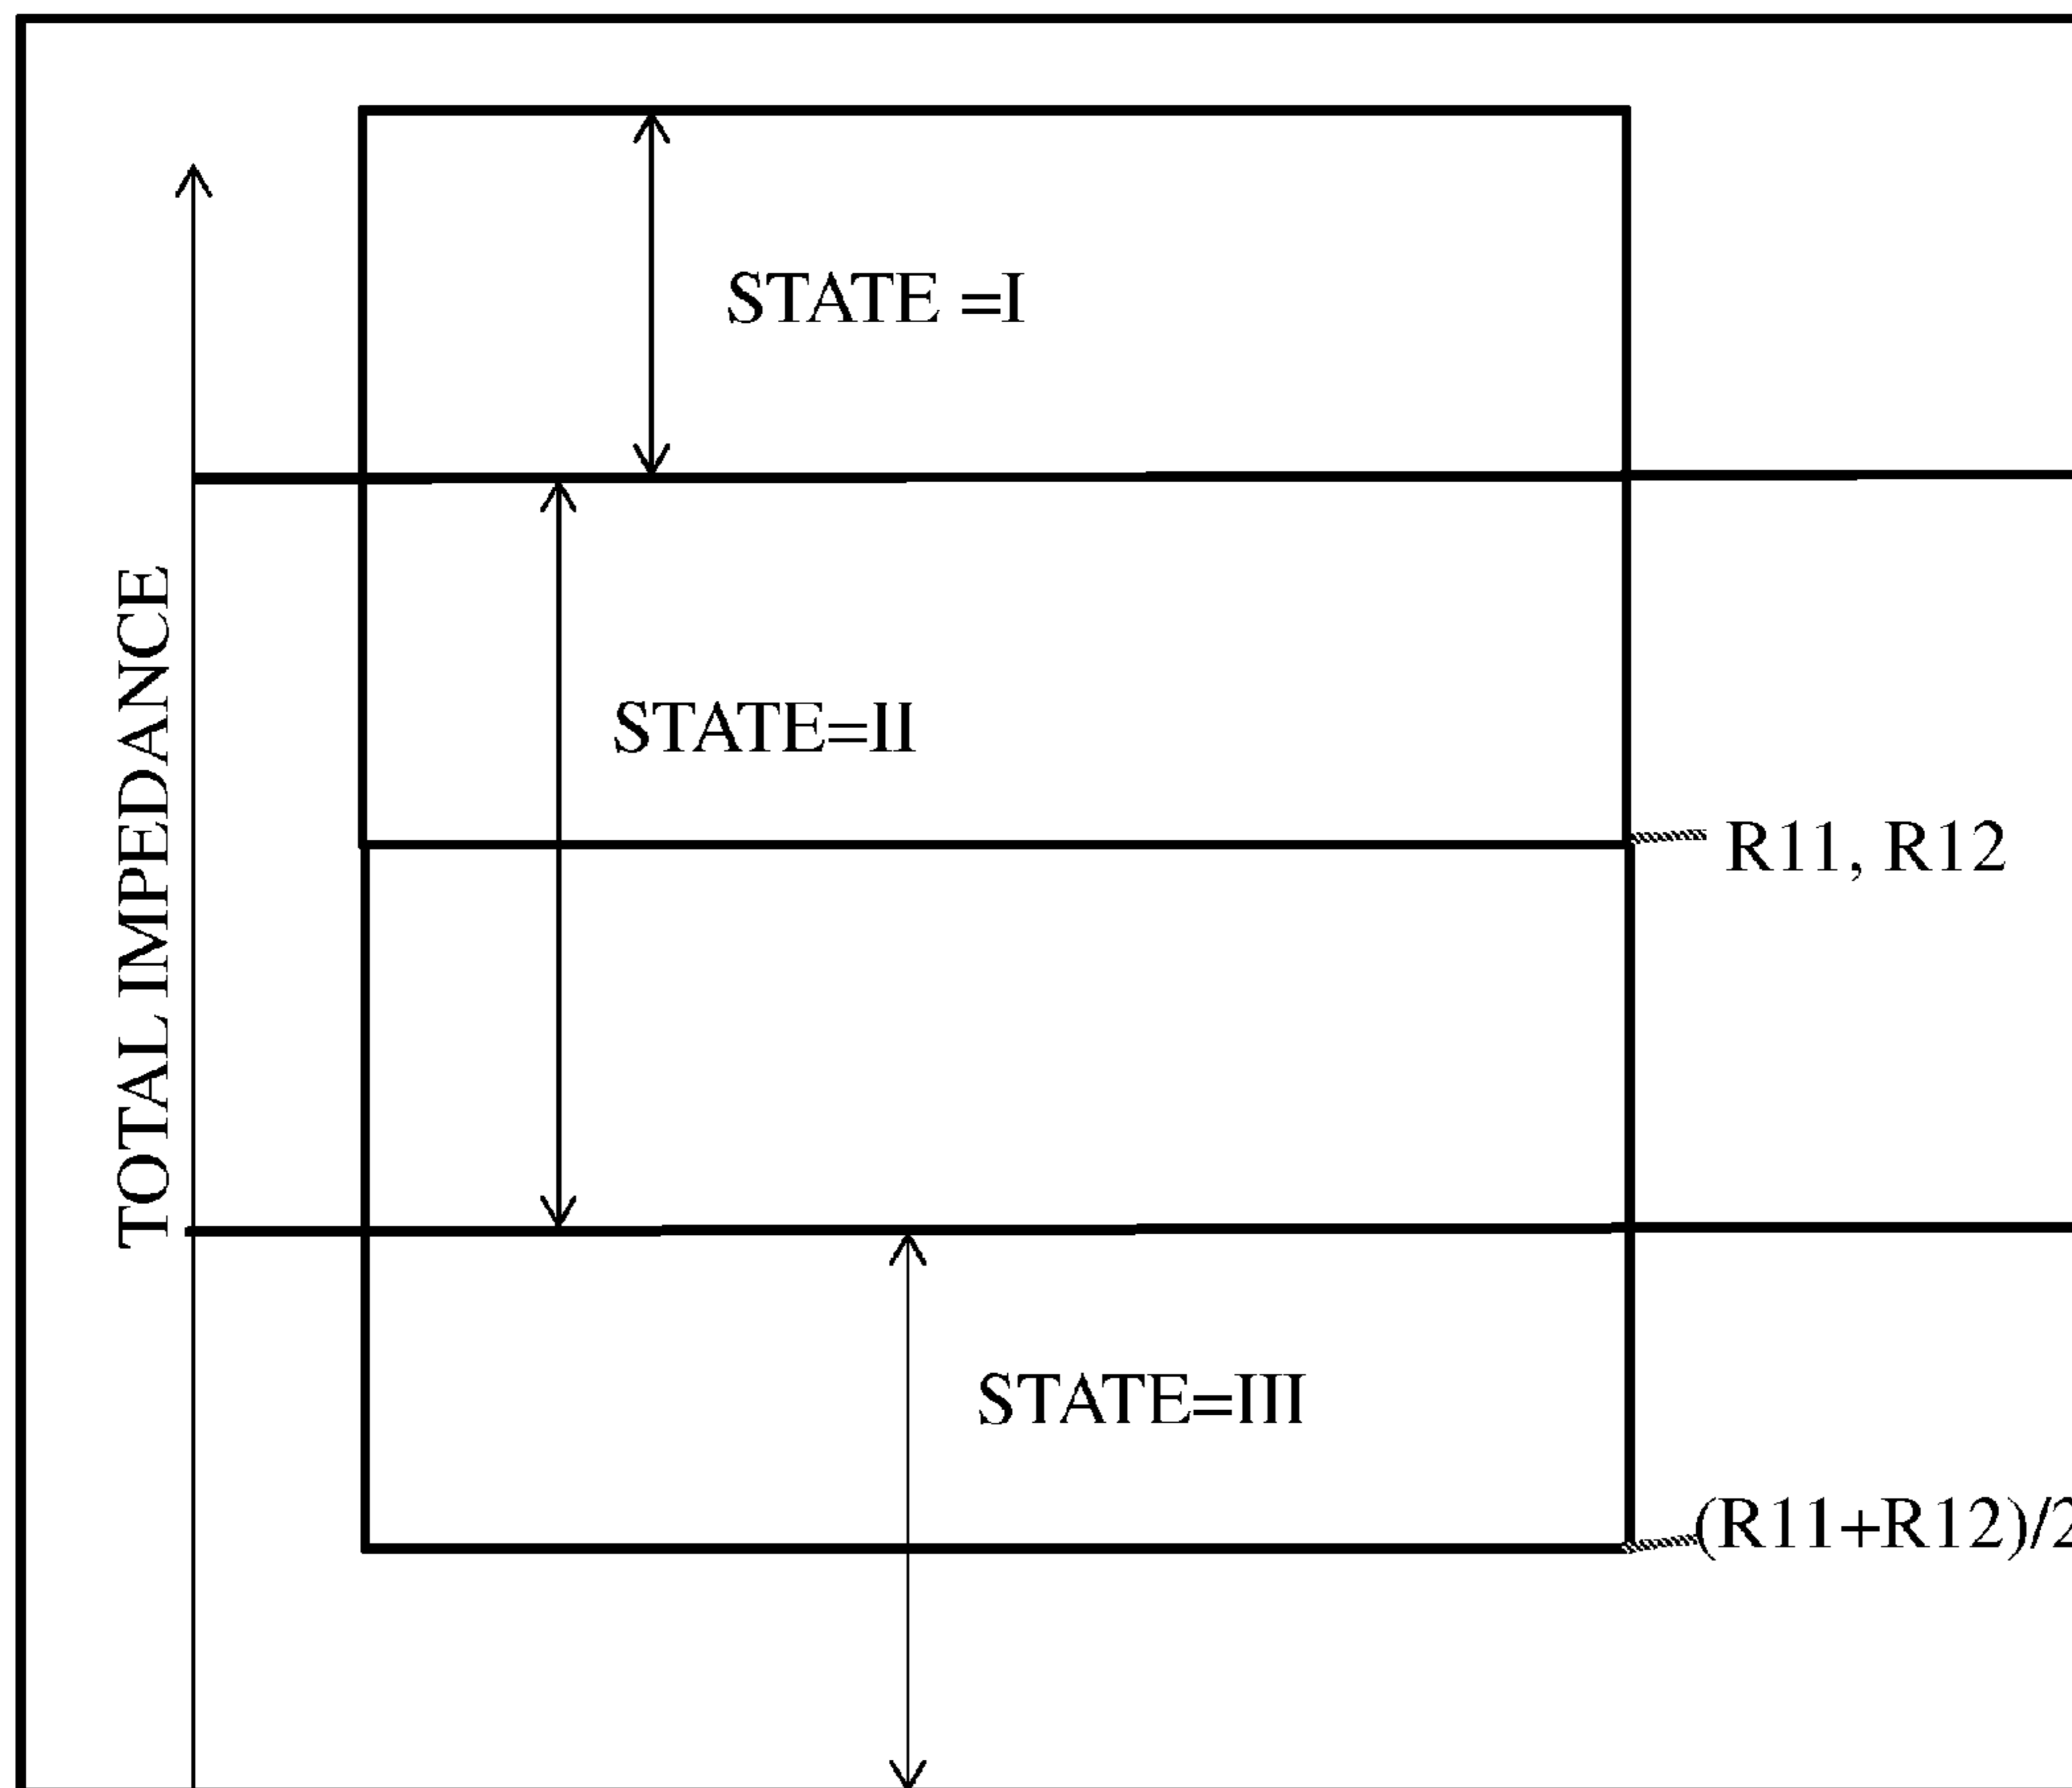 STATE =I
TOTAL IMPEDANCE
STATE=II
R11, R12
STATE=III
(R11+R12)/2